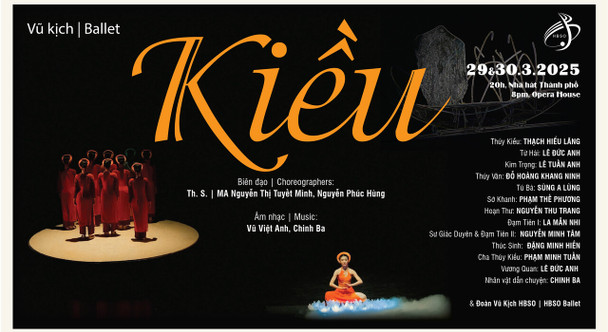 Vũ kịch | Ballet
Kiều
HBSO
29&30.3.2025
20h, Nhà hát Thành phố
8pm, Opera House
Biên đạo | Choreographers:
Th. S. | MA Nguyễn Thị Tuyết Minh, Nguyễn Phúc Hùng
Âm nhạc | Music:
Vũ Việt Anh, Chinh Ba
Thúy Kiều: THẠCH HIỂU LĂNG
Từ Hải: LÊ ĐỨC ANH
Kim Trọng: LÊ TUẤN ANH
Thúy Vân: ĐỖ HOÀNG KHANG NINH
Tú Bà: SÙNG A LÙNG
Sở Khanh: PHẠM THẾ PHƯƠNG
Hoạn Thư: NGUYỄN THU TRANG
Đạm Tiên I: LA MẪN NHI
Sư Giác Duyên & Đạm Tiên II: NGUYỄN MINH TÂM
Thúc Sinh: ĐẶNG MINH HIỀN
Cha Thúy Kiều: PHẠM MINH TUẤN
Vương Quan: LÊ ĐỨC ANH
Nhân vật dẫn chuyện: CHINH BA
& Đoàn Vũ Kịch HBSO | HBSO Ballet